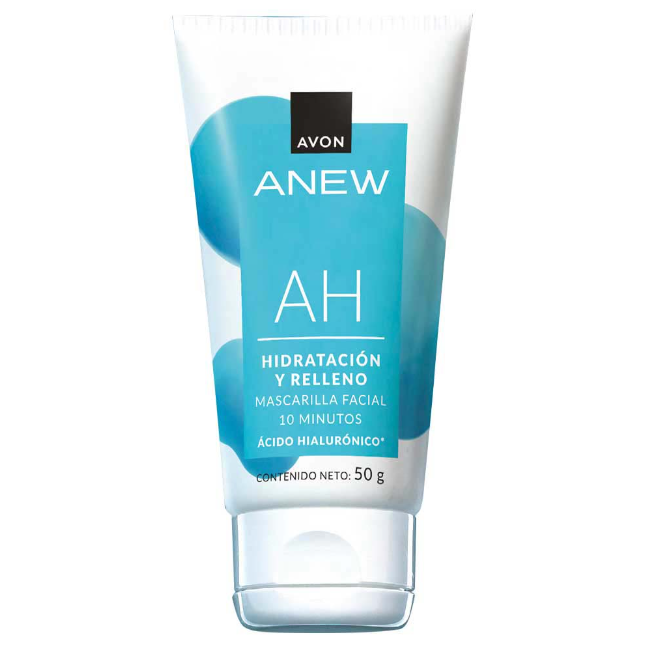 AVON
ANEW
AH
HIDRATACIÓN
Y RELLENO
MASCARILLA FACIAL
10 MINUTOS
ÁCIDO HIALURÓNICO*
CONTENIDO NETO: 50 g